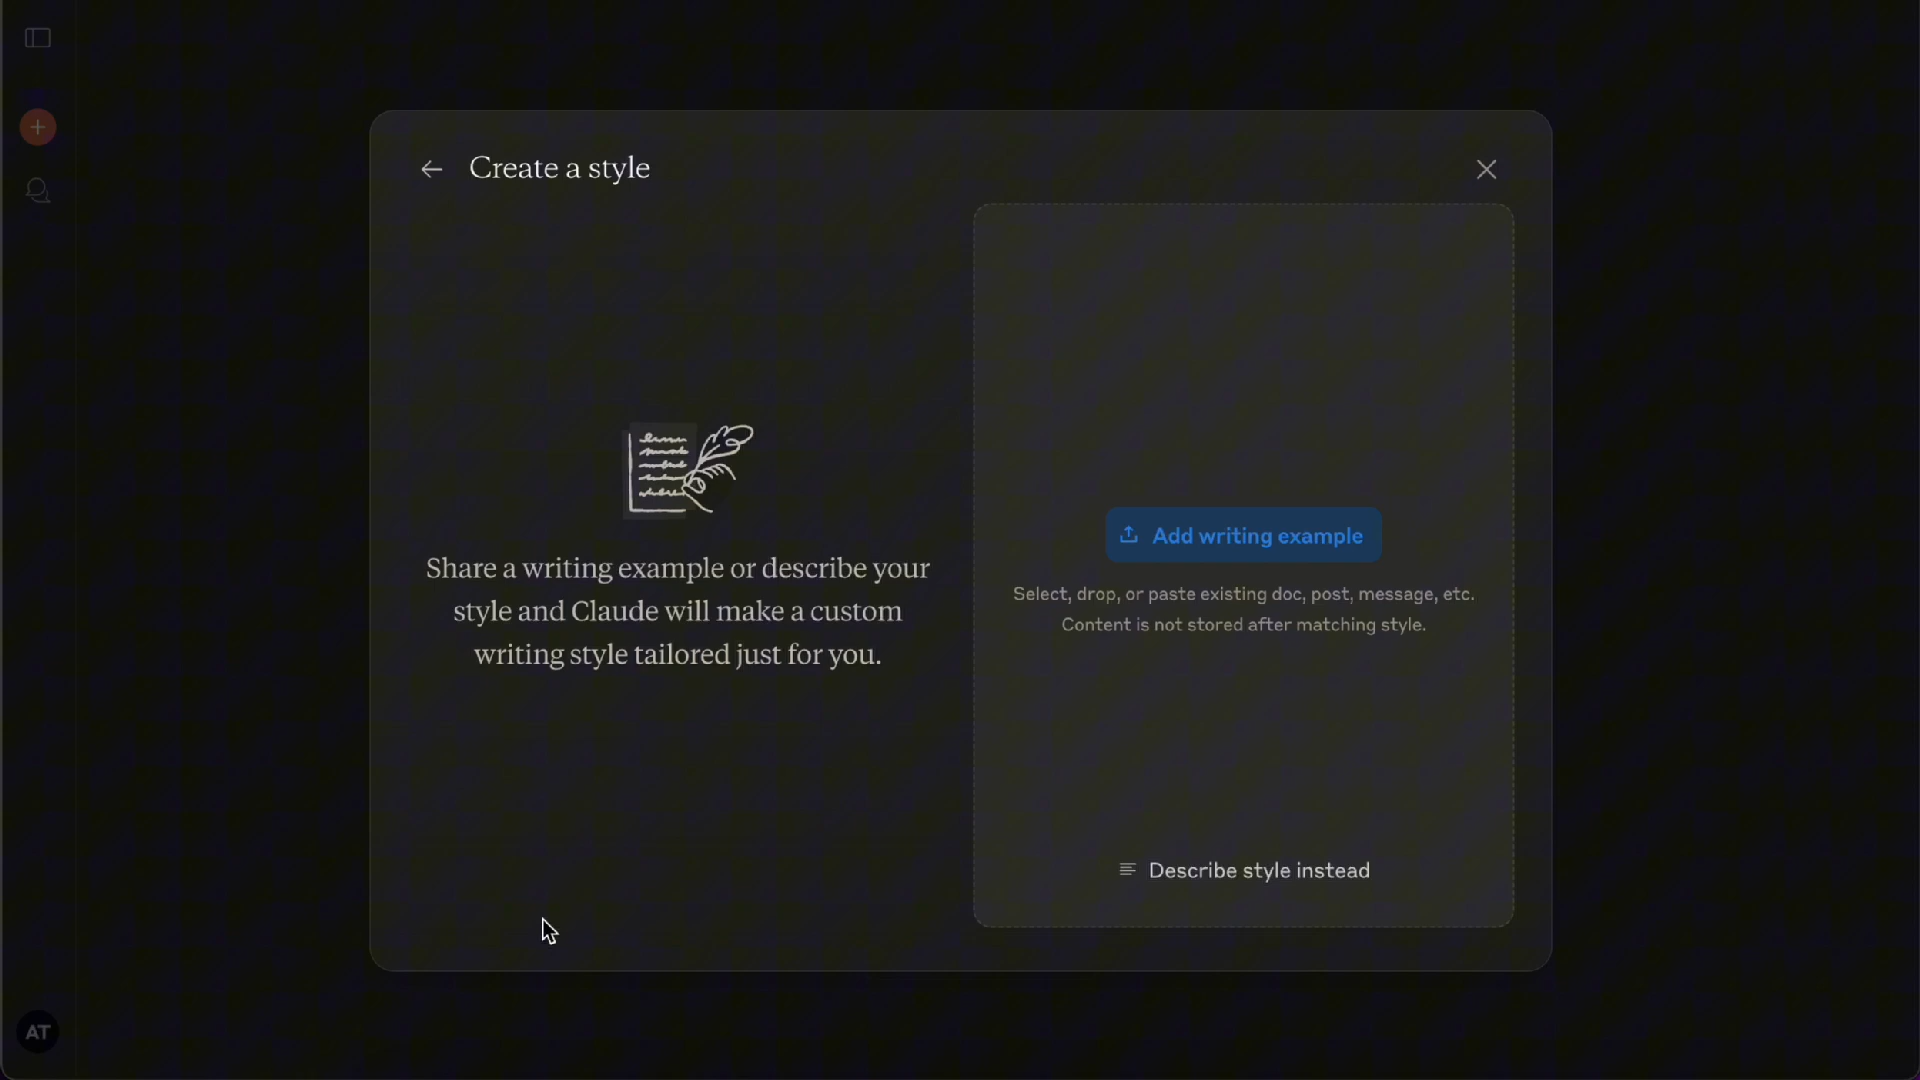 Create a style
Share a writing example or describe your
style and Claude will make a custom
writing style tailored just for you.
Add writing example
Select, drop, or paste existing doc, post, message, etc.
Content is not stored after matching style.
Describe style instead
AT